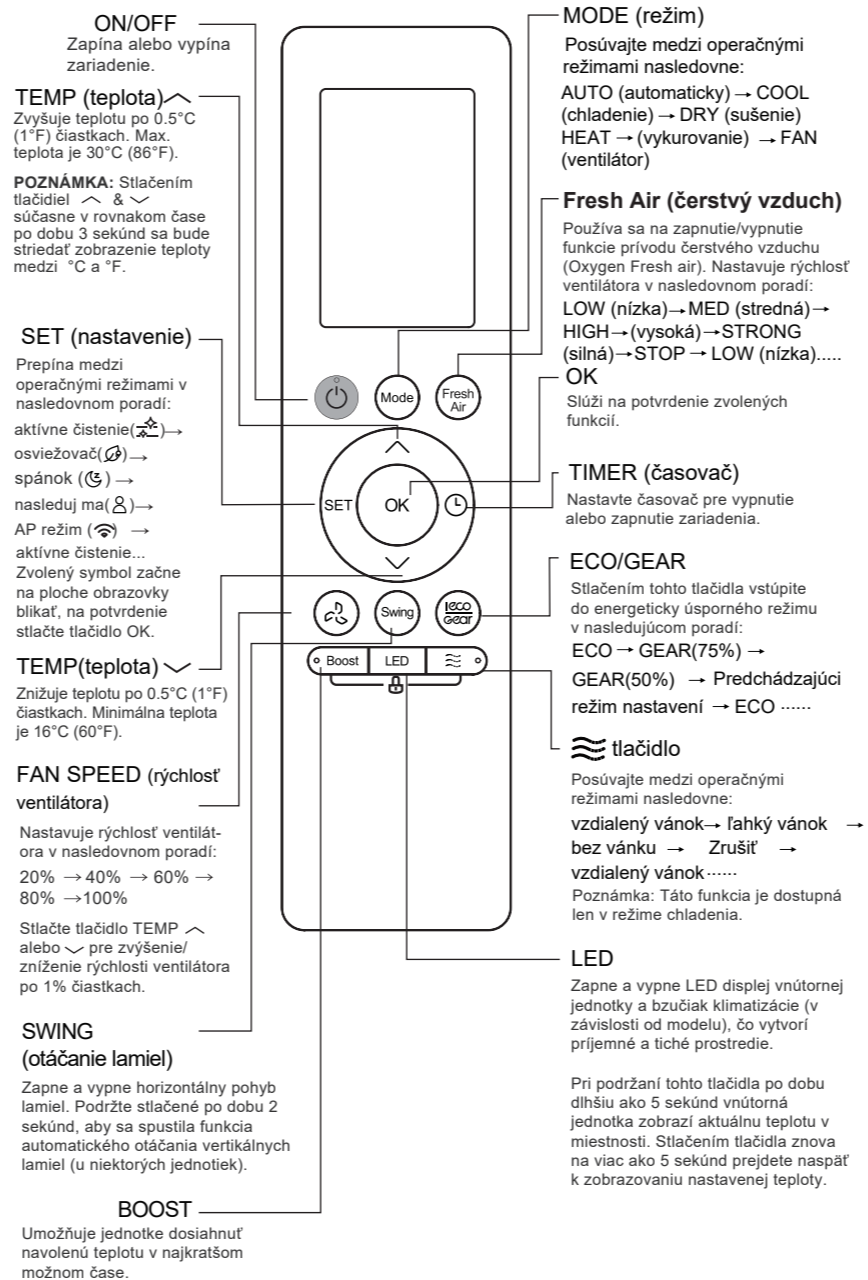 ON/OFF
Zapína alebo vypína
zariadenie.
TEMP (teplota)
Zvyšuje teplotu po 0.5°C
(1°F) čiastkach. Max.
teplota je 30°C (86°F).
POZNÁMKA: Stlačením
tlačidiel & 
súčasne v rovnakom čase
po dobu 3 sekúnd sa bude
striedať zobrazenie teploty
medzi °C a °F.
SET (nastavenie)
Prepína medzi
operačnými režimami v
nasledovnom poradí:
aktívne čistenie( )→
osviežovač( )→
spánok ( ) →
nasleduj ma( )→
AP režim ( ) →
aktívne čistenie...
Zvolený symbol začne
na ploche obrazovky
blikať, na potvrdenie
stlačte tlačidlo OK.
TEMP(teplota)
Znižuje teplotu po 0.5°C (1°F)
čiastkach. Minimálna teplota
je 16°C (60°F).
FAN SPEED (rýchlosť
ventilátora)
Nastavuje rýchlosť ventilát-
ora v nasledovnom poradí:
20% → 40% → 60% →
80% →100%
Stlačte tlačidlo TEMP
alebo pre zvýšenie/
zníženie rýchlosti ventilátora
po 1% čiastkach.
SWING
(otáčanie lamiel)
Zapne a vypne horizontálny pohyb
lamiel. Podržte stlačené po dobu 2
sekúnd, aby sa spustila funkcia
automatického otáčania vertikálnych
lamiel (u niektorých jednotiek).
BOOST
Umožňuje jednotke dosiahnuť
navolenú teplotu v najkratšom
možnom čase.
Mode
Fresh
Air
SET
OK
Swing
ECO
Gear
Boost
LED
MODE (režim)
Posúvajte medzi operačnými
režimami nasledovne:
AUTO (automaticky) → COOL
(chladenie) → DRY (sušenie)
HEAT → (vykurovanie) → FAN
(ventilátor)
Fresh Air (čerstvý vzduch)
Používa sa na zapnutie/vypnutie
funkcie prívodu čerstvého vzduchu
(Oxygen Fresh air). Nastavuje rýchlosť
ventilátora v nasledovnom poradí:
LOW (nízka)→MED (stredná)→
HIGH→(vysoká)→STRONG
(silná)→STOP → LOW (nízka).....
OK
Slúži na potvrdenie zvolených
funkcií.
TIMER (časovač)
Nastavte časovač pre vypnutie
alebo zapnutie zariadenia.
ECO/GEAR
Stlačením tohto tlačidla vstúpite
do energeticky úsporného režimu
v nasledujúcom poradí:
ECO → GEAR(75%) →
GEAR(50%) → Predchádzajúci
režim nastavení → ECO ······
tlačidlo
Posúvajte medzi operačnými
režimami nasledovne:
vzdialený vánok→ ľahký vánok →
bez vánku → Zrušiť →
vzdialený vánok······
Poznámka: Táto funkcia je dostupná
len v režime chladenia.
LED
Zapne a vypne LED displej vnútornej
jednotky a bzučiak klimatizácie (v
závislosti od modelu), čo vytvorí
príjemné a tiché prostredie.
Pri podržaní tohto tlačidla po dobu
dlhšiu ako 5 sekúnd vnútorná
jednotka zobrazí aktuálnu teplotu v
miestnosti. Stlačením tlačidla znova
na viac ako 5 sekúnd prejdete naspäť
k zobrazovaniu nastavenej teploty.